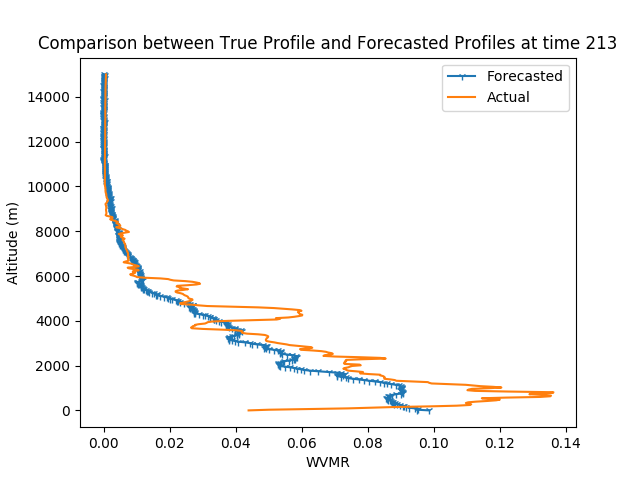 Comparison between True Profile and Forecasted Profiles at time 213
Forecasted
Actual
Altitude (m)
14000
12000
10000
8000
6000
4000
2000
0
0.00 0.02 0.04 0.06 0.08 0.10 0.12 0.14
WVMR